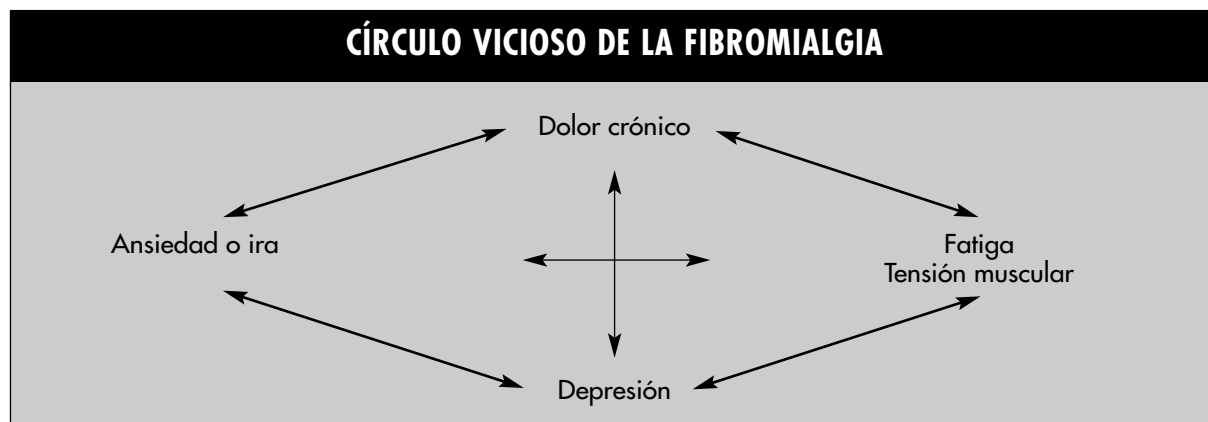 CÍRCULO VICIOSO DE LA FIBROMIALGIA
Dolor crónico
Ansiedad o ira
Fatiga
Tensión muscular
Depresión